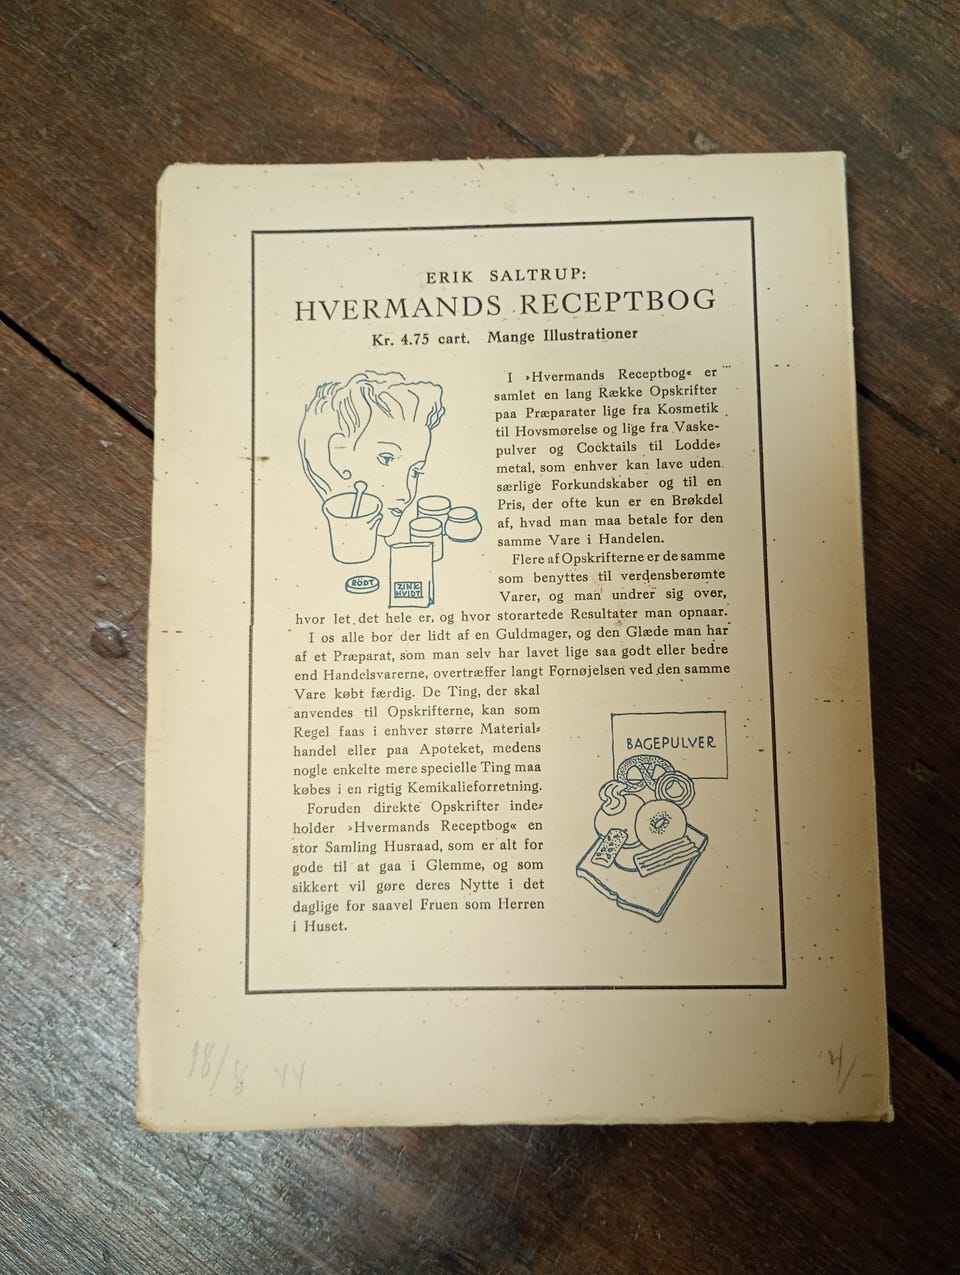 ERIK SALTRUP:
HVERMANDS RECEPTBOG
Kr. 4.75 cart. Mange Illustrationer
I »Hvermands Receptbog« er
samlet en lang Række Opskrifter
paa Præparater lige fra Kosmetik
til Hovsmørelse og lige fra Vaske-
pulver og Cocktails til Lodde-
metal, som enhver kan lave uden
særlige Forkundskaber og til en
Pris, der ofte kun er en Brøkdel
af, hvad man maa betale for den
samme Vare i Handelen.
Flere af Opskrifterne er de samme
som benyttes til verdensberømte
Varer, og man undrer sig over,
hvor let det hele er, og hvor storartede Resultater man opnaar.
I os alle bor der lidt af en Guldmager, og den Glæde man har
af et Præparat, som man selv har lavet lige saa godt eller bedre
end Handelsvarerne, overtræffer langt Fornøjelsen ved den samme
Vare købt færdig. De Ting, der skal
anvendes til Opskrifterne, kan som
Regel faas i enhver større Material-
handel eller paa Apoteket, medens
nogle enkelte mere specielle Ting maa
købes i en rigtig Kemikalieforretning.
Foruden direkte Opskrifter inde-
holder »Hvermands Receptbog« en
stor Samling Husraad, som er alt for
gode til at gaa i Glemme, og som
sikkert vil gøre deres Nytte i det
daglige for saavel Fruen som Herren
i Huset.
RÖDT
ZINK
HVIDT
BAGEPULVER
18/8 44
4/-